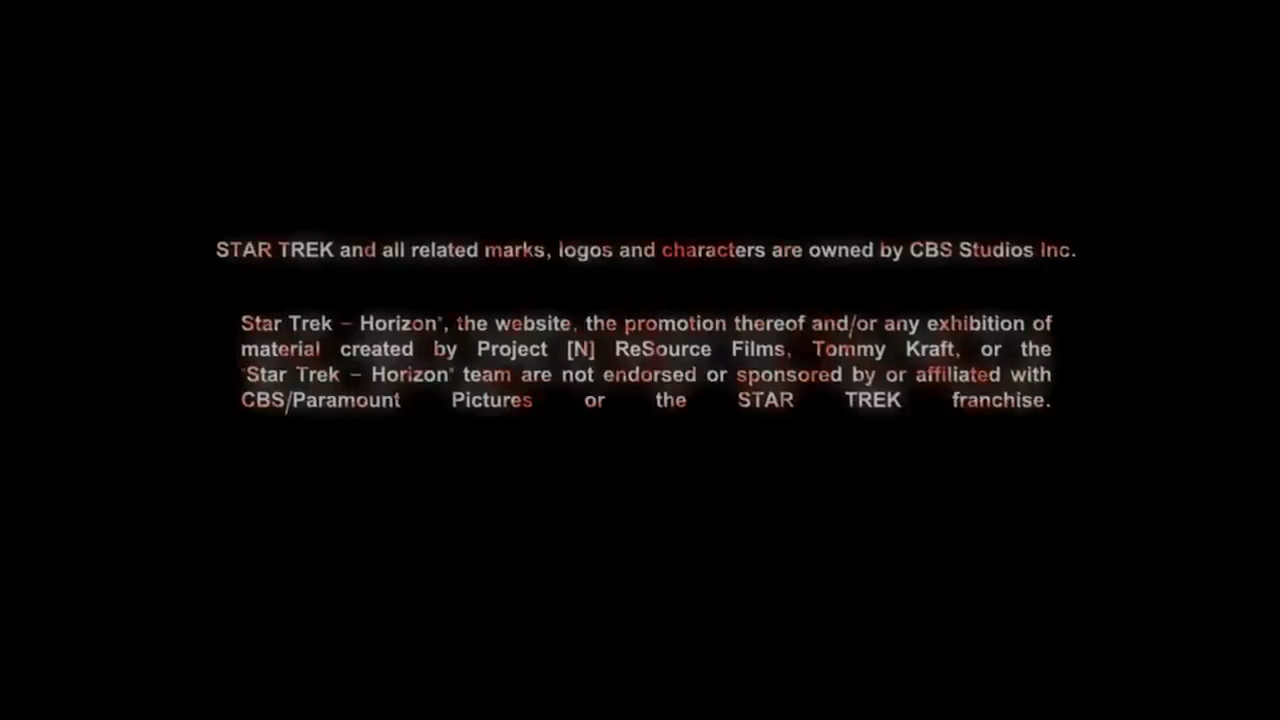 STAR TREK and all related marks, logos and characters are owned by CBS Studios Inc.
Star Trek – Horizon", the website, the promotion thereof and/or any exhibition of
material created by Project [N] ReSource Films, Tommy Kraft, or the
"Star Trek – Horizon" team are not endorsed or sponsored by or affiliated with
CBS/Paramount Pictures or the STAR TREK franchise.